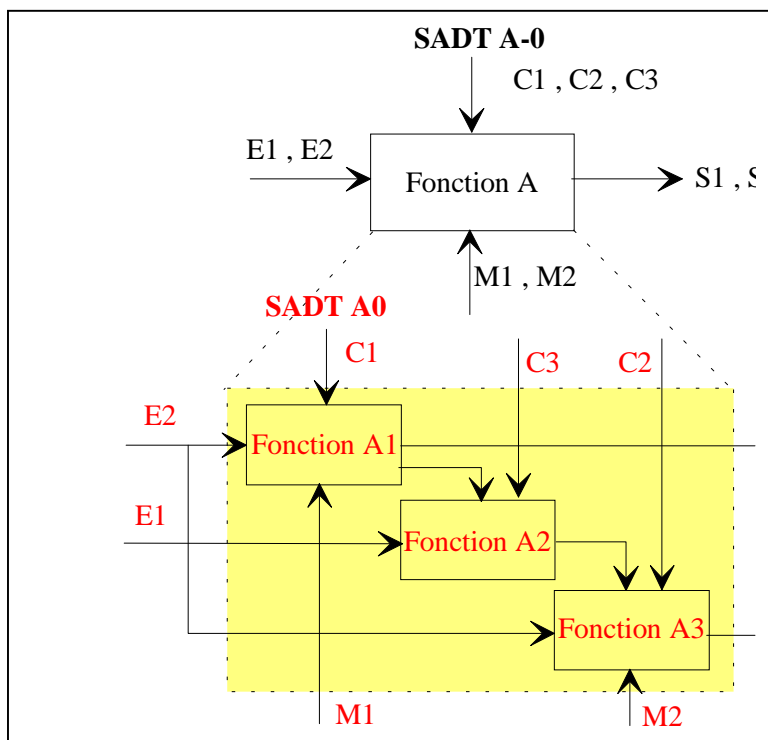 SADT A-0
C1 , C2 , C3
E1 , E2
Fonction A
S1 , S
M1 , M2
SADT A0
C1
C3
C2
E2
Fonction A1
E1
Fonction A2
Fonction A3
M1
M2